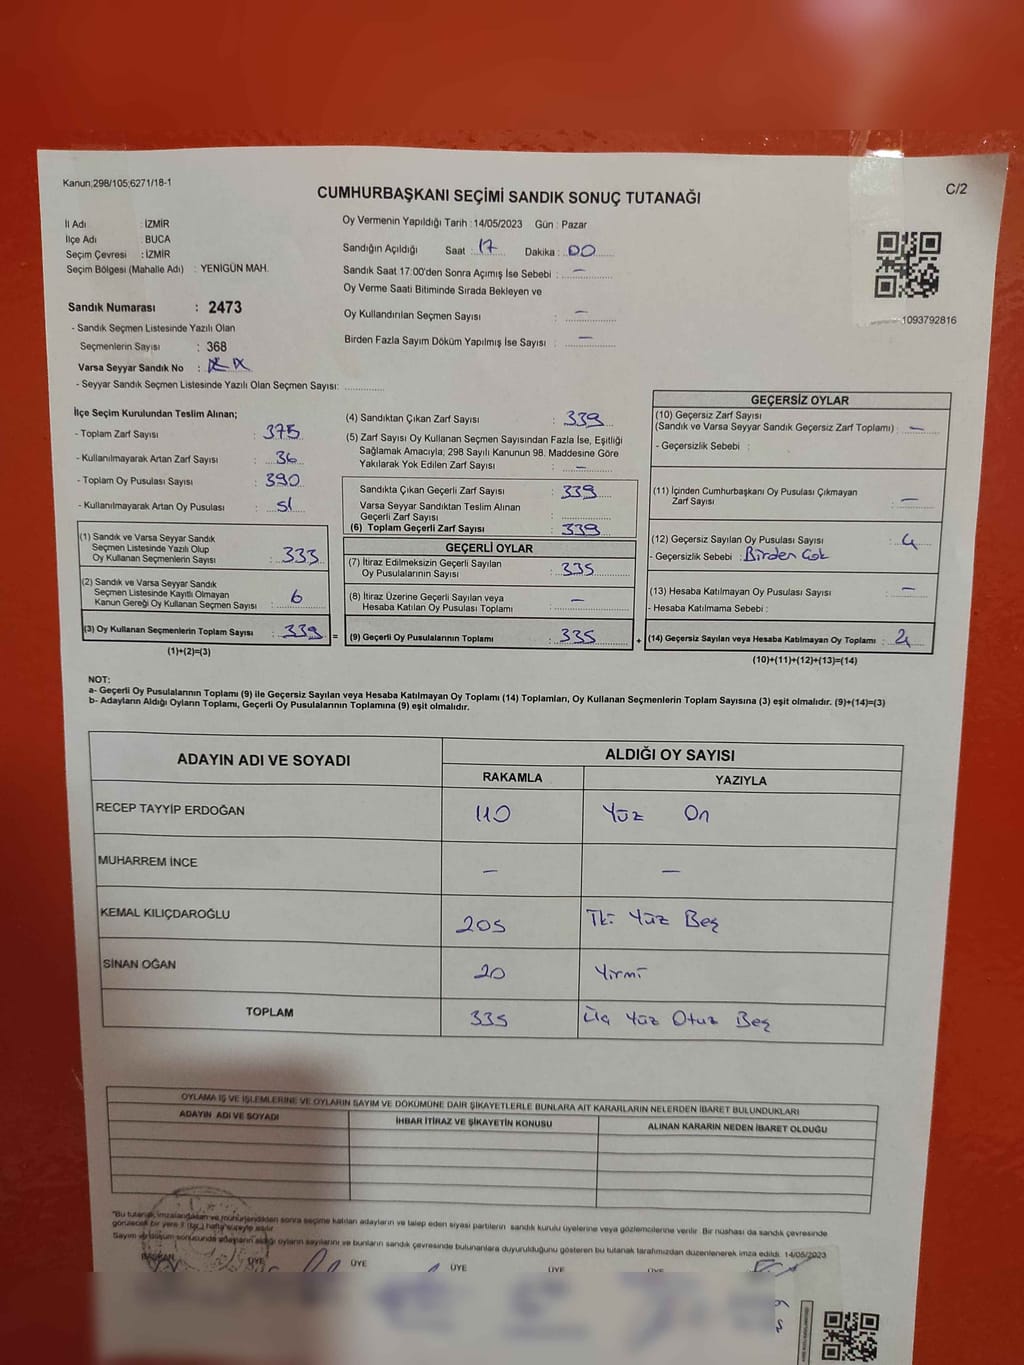 Kanun;298/105;6271/18-1
C/2
CUMHURBAŞKANI SEÇİMİ SANDIK SONUÇ TUTANAĞI
İl Adı : İZMİR
İlçe Adı : BUCA
Seçim Çevresi : İZMİR
Seçim Bölgesi (Mahalle Adı) : YENİGÜN MAH.
Sandık Numarası : 2473
- Sandık Seçmen Listesinde Yazılı Olan
Seçmenlerin Sayısı : 368
Varsa Seyyar Sandık No :
- Seyyar Sandık Seçmen Listesinde Yazılı Olan Seçmen Sayısı:
Oy Vermenin Yapıldığı Tarih : 14/05/2023 Gün : Pazar
Sandığın Açıldığı Saat : 17 Dakika : 00
Sandık Saat 17:00'den Sonra Açımış İse Sebebi : -
Oy Verme Saati Bitiminde Sırada Bekleyen ve
Oy Kullandırılan Seçmen Sayısı : -
Birden Fazla Sayım Döküm Yapılmış İse Sayısı : -
1093792816
İlçe Seçim Kurulundan Teslim Alınan;
- Toplam Zarf Sayısı : 375
- Kullanılmayarak Artan Zarf Sayısı : 36
- Toplam Oy Pusulası Sayısı : 390
- Kullanılmayarak Artan Oy Pusulası : 51
(1) Sandık ve Varsa Seyyar Sandık
Seçmen Listesinde Yazılı Olup
Oy Kullanan Seçmenlerin Sayısı : 333
(2) Sandık ve Varsa Seyyar Sandık
Seçmen Listesinde Kayıtlı Olmayan
Kanun Gereği Oy Kullanan Seçmen Sayısı : 6
(3) Oy Kullanan Seçmenlerin Toplam Sayısı : 339 =
(1)+(2)=(3)
(4) Sandıktan Çıkan Zarf Sayısı : 339
(5) Zarf Sayısı Oy Kullanan Seçmen Sayısından Fazla İse, Eşitliği
Sağlamak Amacıyla; 298 Sayılı Kanunun 98. Maddesine Göre
Yakılarak Yok Edilen Zarf Sayısı : -
Sandıkta Çıkan Geçerli Zarf Sayısı : 339
Varsa Seyyar Sandıktan Teslim Alınan
Geçerli Zarf Sayısı :
(6) Toplam Geçerli Zarf Sayısı : 339
GEÇERLİ OYLAR
(7) İtiraz Edilmeksizin Geçerli Sayılan
Oy Pusulalarının Sayısı : 335
(8) İtiraz Üzerine Geçerli Sayılan veya
Hesaba Katılan Oy Pusulası Toplamı : -
(9) Geçerli Oy Pusulalarının Toplamı : 335 +
GEÇERSİZ OYLAR
(10) Geçersiz Zarf Sayısı
(Sandık ve Varsa Seyyar Sandık Geçersiz Zarf Toplamı) : -
- Geçersizlik Sebebi :
(11) İçinden Cumhurbaşkanı Oy Pusulası Çıkmayan
Zarf Sayısı : -
(12) Geçersiz Sayılan Oy Pusulası Sayısı : 4
- Geçersizlik Sebebi : Birden Çok
(13) Hesaba Katılmayan Oy Pusulası Sayısı : -
- Hesaba Katılmama Sebebi :
(14) Geçersiz Sayılan veya Hesaba Katılmayan Oy Toplamı : 4
(10)+(11)+(12)+(13)=(14)
NOT:
a- Geçerli Oy Pusulalarının Toplamı (9) ile Geçersiz Sayılan veya Hesaba Katılmayan Oy Toplamı (14) Toplamları, Oy Kullanan Seçmenlerin Toplam Sayısına (3) eşit olmalıdır. (9)+(14)=(3)
b- Adayların Aldığı Oyların Toplamı, Geçerli Oy Pusulalarının Toplamına (9) eşit olmalıdır.
ADAYIN ADI VE SOYADI
ALDIĞI OY SAYISI
RAKAMLA YAZIYLA
RECEP TAYYİP ERDOĞAN 110 Yüz On
MUHARREM İNCE - -
KEMAL KILIÇDAROĞLU 205 İki Yüz Beş
SİNAN OĞAN 20 Yirmi
TOPLAM 335 Üç Yüz Otuz Beş
OYLAMA İŞ VE İŞLEMLERİNE VE OYLARIN SAYIM VE DÖKÜMÜNE DAİR ŞİKAYETLERLE BUNLARA AİT KARARLARIN NELERDEN İBARET BULUNDUKLARI
ADAYIN ADI VE SOYADI İHBAR İTİRAZ VE ŞİKAYETİN KONUSU ALINAN KARARIN NEDEN İBARET OLDUĞU
"Bu tutanak imzalandıktan ve mühürlendikten sonra seçime katılan adayların ve talep eden siyasi partilerin sandık kurulu üyelerine veya gözlemcilerine verilir. Bir nüshası da sandık çevresinde
görülecek bir yere 1 (bir) hafta süreyle asılır.
Sayım ve döküm sonucunda adayların aldığı oyların sayılarını ve bunların sandık çevresinde bulunanlara duyurulduğunu gösteren bu tutanak tarafımızdan düzenlenerek imza edildi. 14/05/2023
BAŞKAN ÜYE ÜYE ÜYE ÜYE ÜYE